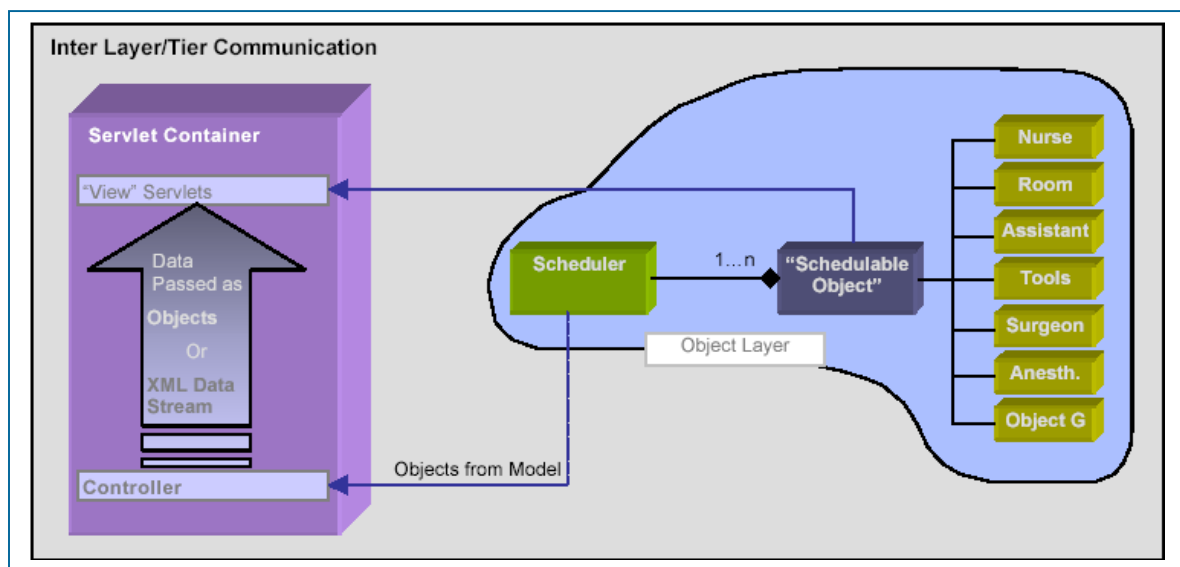 Inter Layer/Tier Communication
Servlet Container
"View" Servlets
Data
Passed as
Objects
Or
XML Data
Stream
Controller
Objects from Model
Scheduler
1...n
"Schedulable
Object"
Object Layer
Nurse
Room
Assistant
Tools
Surgeon
Anesth.
Object G